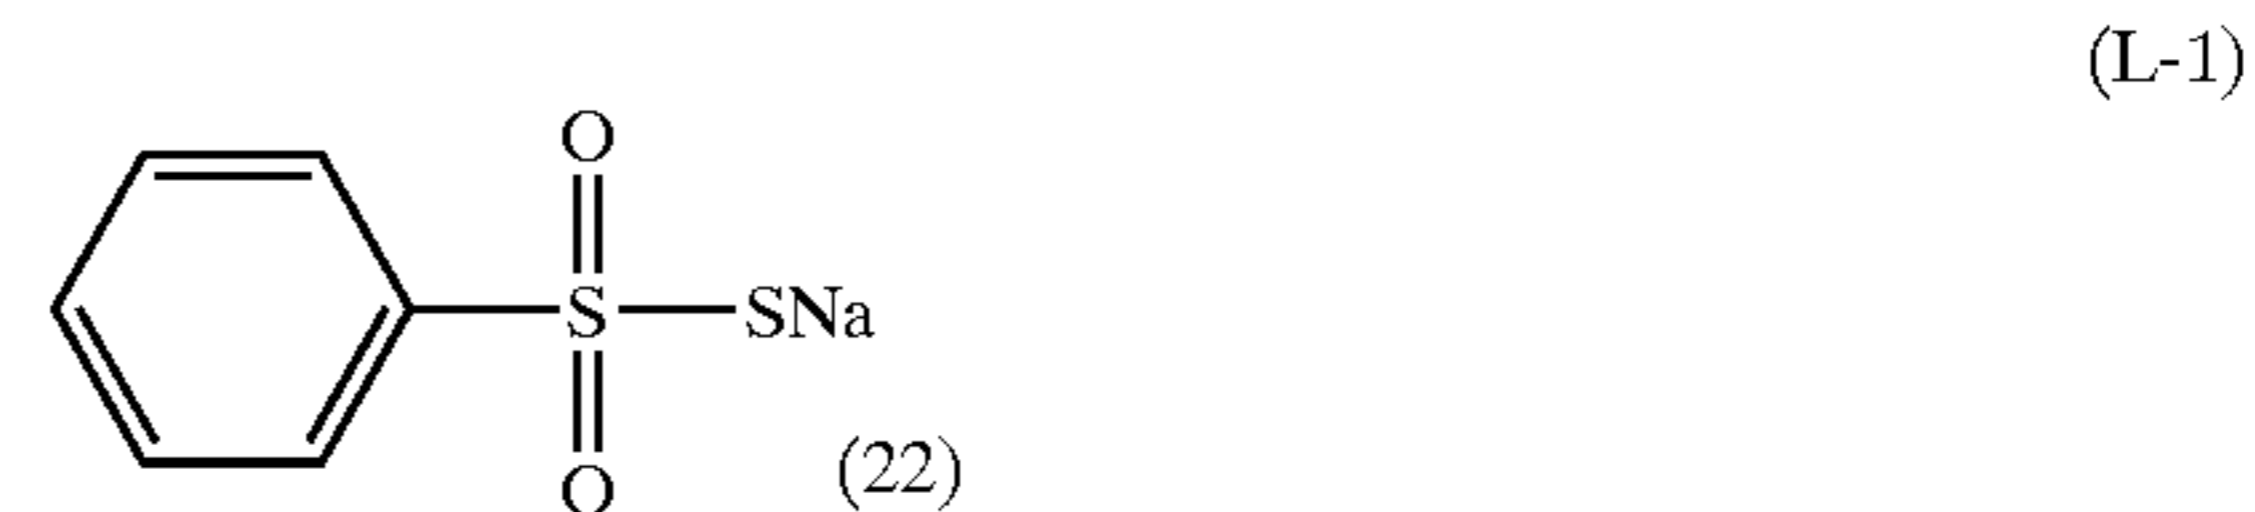 (L-1)
O
S SNa
O
(22)